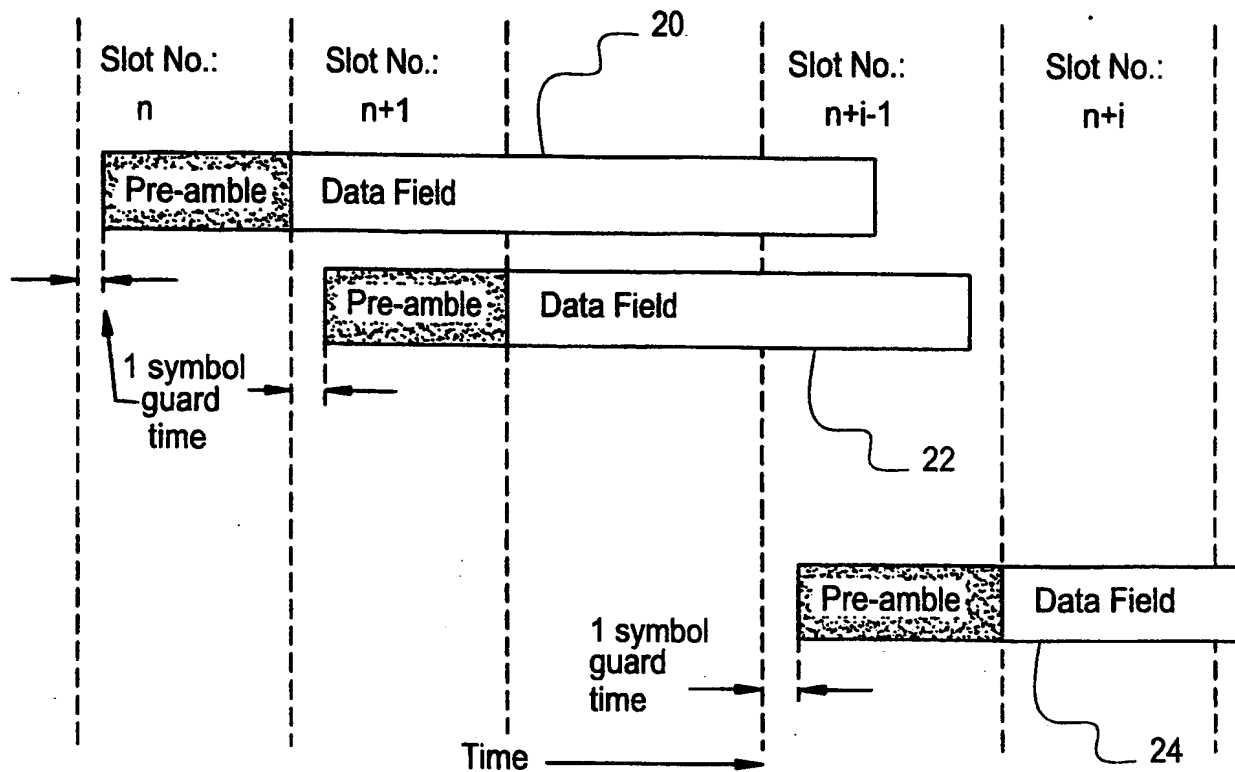 20
Slot No.:
n
Slot No.:
n+1
Slot No.:
n+i-1
Slot No.:
n+i
Pre-amble
Data Field
Pre-amble
Data Field
1 symbol
guard
time
22
Pre-amble
Data Field
1 symbol
guard
time
24
Time